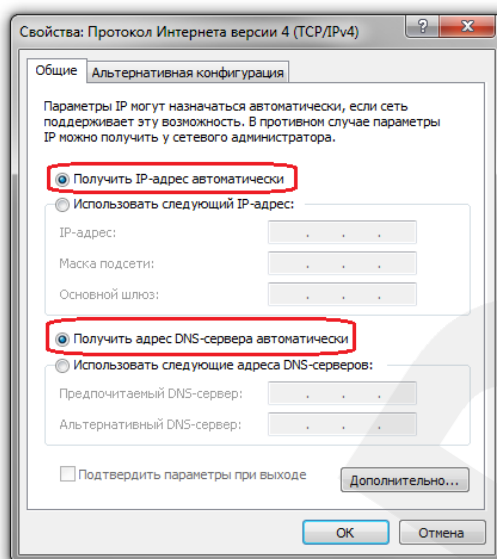 Свойства: Протокол Интернета версии 4 (TCP/IPv4)
Общие
Альтернативная конфигурация
Параметры IP могут назначаться автоматически, если сеть
поддерживает эту возможность. В противном случае параметры
IP можно получить у сетевого администратора.
Получить IP-адрес автоматически
Использовать следующий IP-адрес:
IP-адрес:
Маска подсети:
Основной шлюз:
Получить адрес DNS-сервера автоматически
Использовать следующие адреса DNS-серверов:
Предпочитаемый DNS-сервер:
Альтернативный DNS-сервер:
Подтвердить параметры при выходе
Дополнительно...
ОК
Отмена